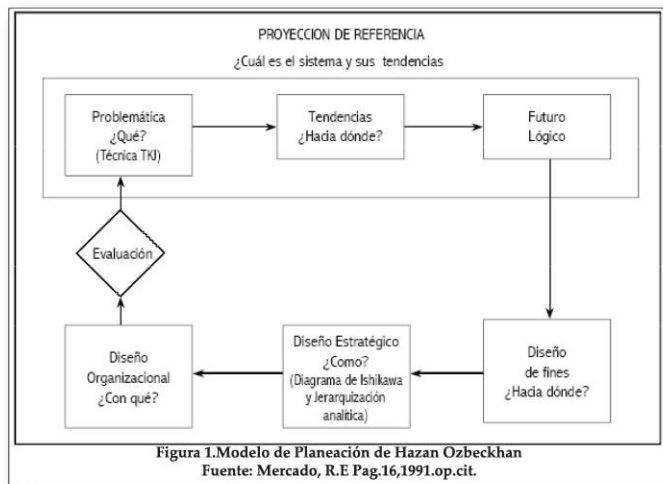 PROYECCION DE REFERENCIA
¿Cuál es el sistema y sus tendencias
Problemática
¿Qué?
(Técnica TKJ)
Tendencias
¿Hacia dónde?
Futuro
Lógico
Evaluación
Diseño
Organizacional
¿Con qué?
Diseño Estratégico
¿Como?
(Diagrama de Ishikawa
y Jerarquización
analítica)
Diseño
de fines
¿Hacia dónde?
Figura 1.Modelo de Planeación de Hazan Ozbeckhan
Fuente: Mercado, R.E Pag.16,1991.op.cit.